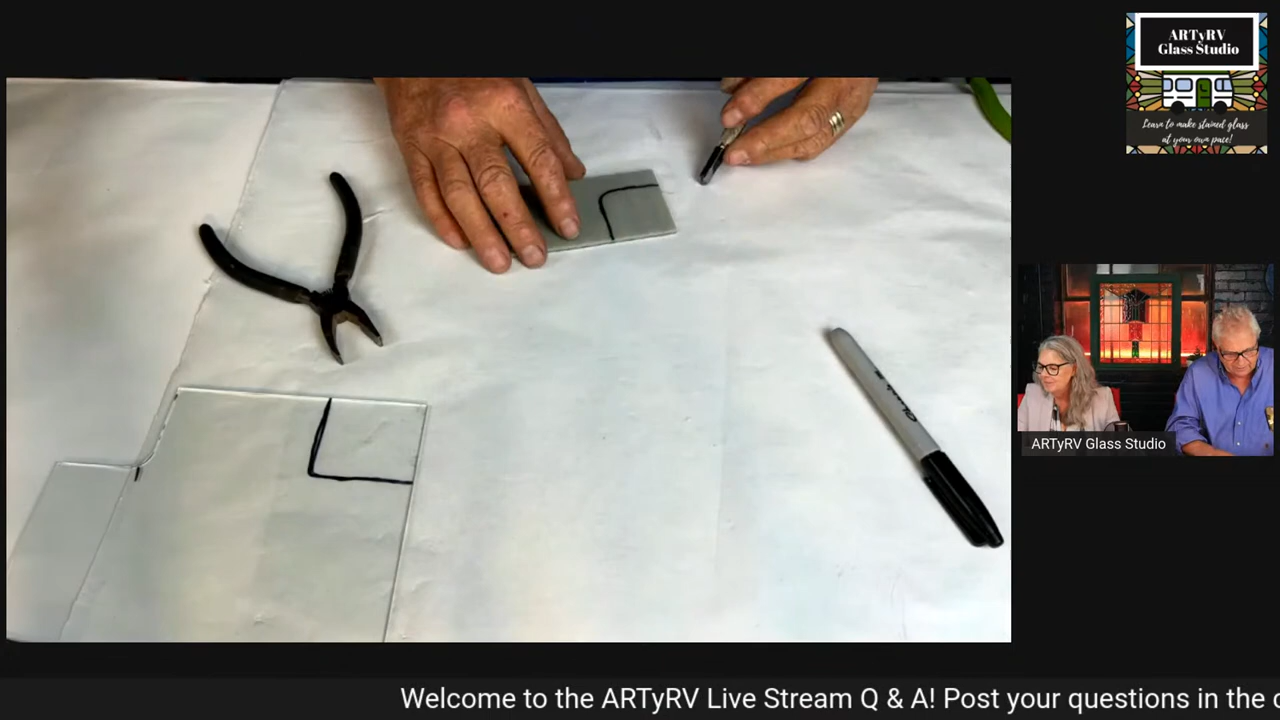 ARTyRV
Glass Studio
Learn to make stained glass
at your own pace!
ARTyRV Glass Studio
Welcome to the ARTyRV Live Stream Q & A! Post your questions in the